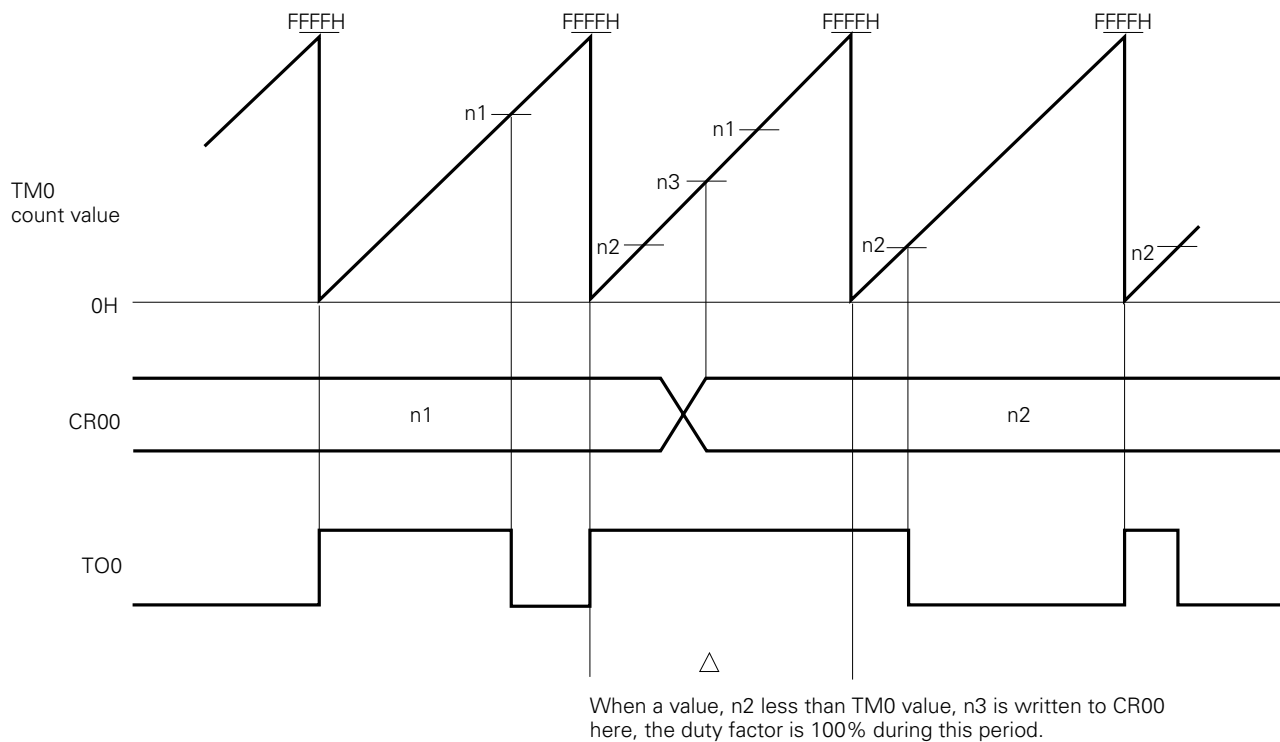 FFFFH FFFFH FFFFH FFFFH
n1 n1
n3
TM0
count value
n2 n2 n2
0H
CR00 n1 n2
TO0
When a value, n2 less than TM0 value, n3 is written to CR00
here, the duty factor is 100% during this period.